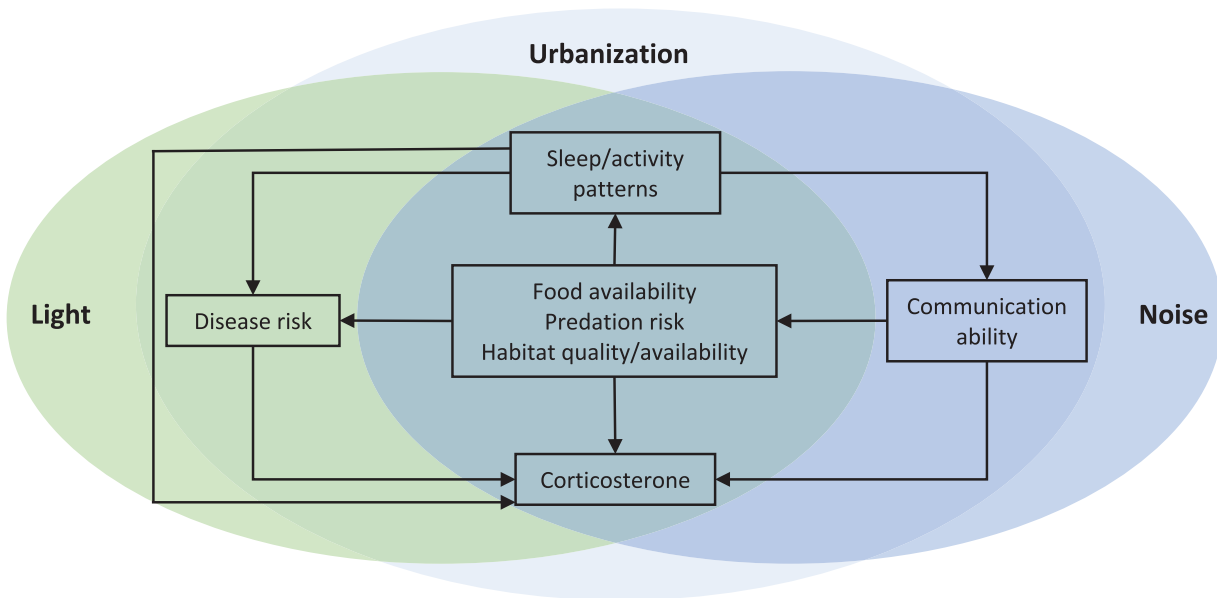 Urbanization
Sleep/activity
patterns
Light
Disease risk
Food availability
Predation risk
Habitat quality/availability
Communication
ability
Noise
Corticosterone